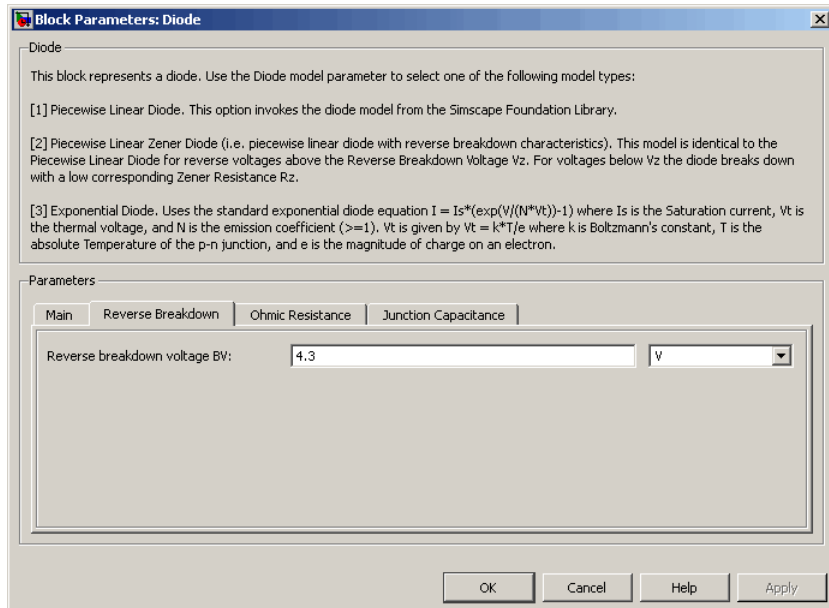 Block Parameters: Diode
Diode
This block represents a diode. Use the Diode model parameter to select one of the following model types:
[1] Piecewise Linear Diode. This option invokes the diode model from the Simscape Foundation Library.
[2] Piecewise Linear Zener Diode (i.e. piecewise linear diode with reverse breakdown characteristics). This model is identical to the
Piecewise Linear Diode for reverse voltages above the Reverse Breakdown Voltage Vz. For voltages below Vz the diode breaks down
with a low corresponding Zener Resistance Rz.
[3] Exponential Diode. Uses the standard exponential diode equation I = Is*(exp(V/(N*Vt))-1) where Is is the Saturation current, Vt is
the thermal voltage, and N is the emission coefficient (>=1). Vt is given by Vt = k*T/e where k is Boltzmann's constant, T is the
absolute Temperature of the p-n junction, and e is the magnitude of charge on an electron.
Parameters
Main Reverse Breakdown Ohmic Resistance Junction Capacitance
Reverse breakdown voltage BV: 4.3 V
OK Cancel Help Apply